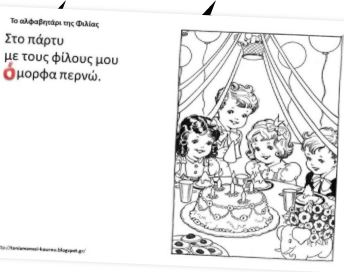 Το αλφαβητάρι της Φιλίας
Στο πάρτυ
με τους φίλους μου
όμορφα περνώ.